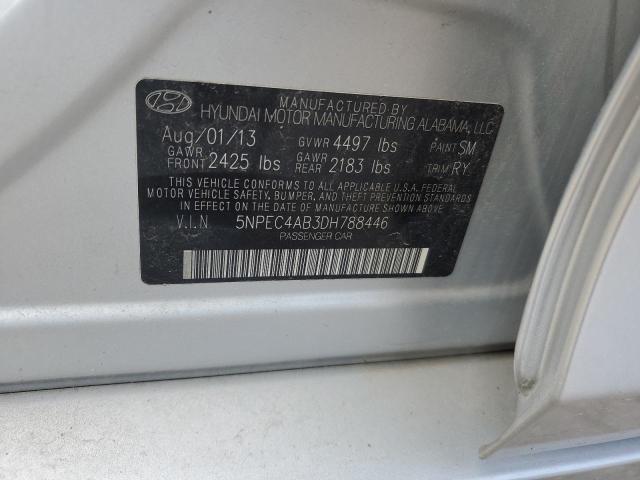 MANUFACTURED BY
HYUNDAI MOTOR MANUFACTURING ALABAMA, LLC
Aug/01/13 GVWR 4497 lbs PAINT SM
GAWR FRONT 2425 lbs GAWR REAR 2183 lbs TRIM RY
THIS VEHICLE CONFORMS TO ALL APPLICABLE U.S.A. FEDERAL
MOTOR VEHICLE SAFETY, BUMPER, AND THEFT PREVENTION STANDARDS
IN EFFECT ON THE DATE OF MANUFACTURE SHOWN ABOVE.
V.I.N 5NPEC4AB3DH788446
PASSENGER CAR